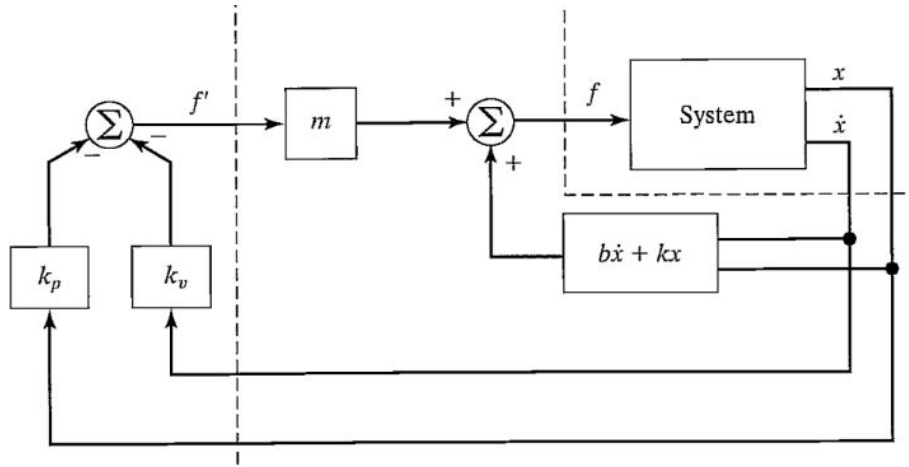 x
f
System
f'
ẋ
+
m
Σ
Σ
−
−
+
bẋ + kx
k_p
k_v